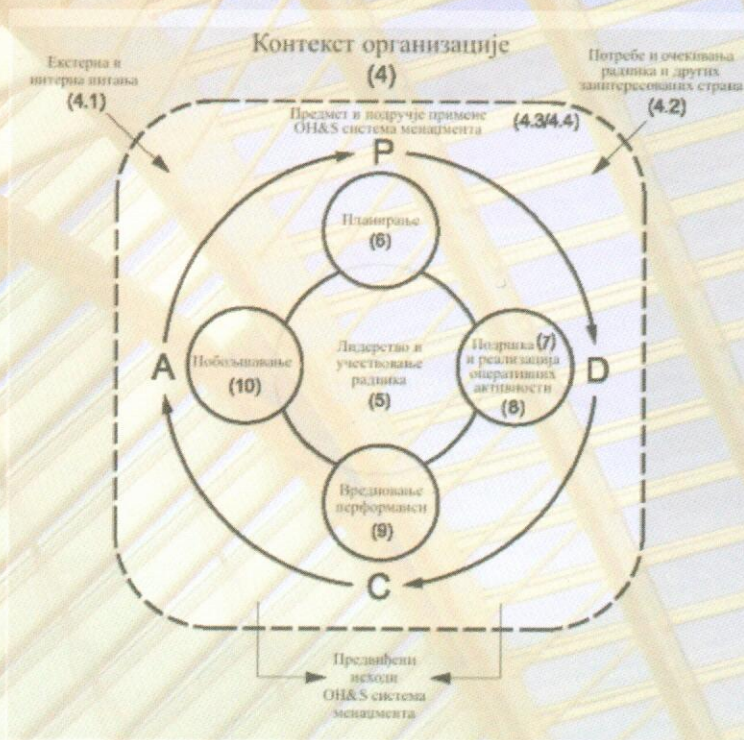 Контекст организације
(4)
Екстерна и
интерна питања
(4.1)
Потребе и очекивања
радника и других
заинтересованих страна
(4.2)
Предмет и подручје примене
OH&S система менаџмента
(4.3/4.4)
P
Планирање
(6)
A
Побољшавање
(10)
Лидерство и
учествовање
радника
(5)
Подршка (7)
и реализација
оперативних
активности
(8)
D
Вредновање
перформанси
(9)
C
Предвиђени
исходи
OH&S система
менаџмента